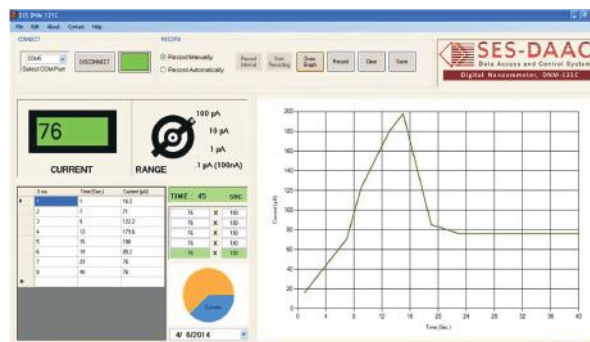 SES DNM-121C
File Edit About Contact Help
CONNECT
RECORD
COM5
Select COM Port
DISCONNECT
Record Manually
Record Automatically
Record Interval
Start Recording
Draw Graph
Record
Clear
Save
SES-DAAC
Data Access and Control System
Digital Nanoammeter, DNM-121C
76
CURRENT
100 µA
10 µA
1 µA
.1 µA (100nA)
RANGE
S.no Time (Sec.) Current (µA)
1 1
2 7 71
3 9 122.2
4 13 179.6
5 15 198
6 19 85.2
7 23 76
8 40 76
TIME : 45 sec
76 X 100
76 X 100
76 X 100
76 X 100
76 X 100
Current
4/ 6/2014
Current (µA)
200
180
160
140
120
100
80
60
40
20
0
0 4 8 12 16 20 24 28 32 36 40
Time (Sec.)